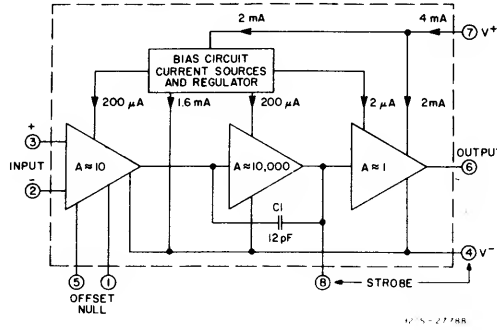 2 mA
4 mA
7 V+
BIAS CIRCUIT
CURRENT SOURCES
AND REGULATOR
200 μA
1.6 mA
200 μA
2 μA
2mA
+
3
INPUT
−
2
A≈10
A≈10,000
A≈1
OUTPUT
6
C1
12pF
4 V−
5
1
8
STROBE
OFFSET
NULL